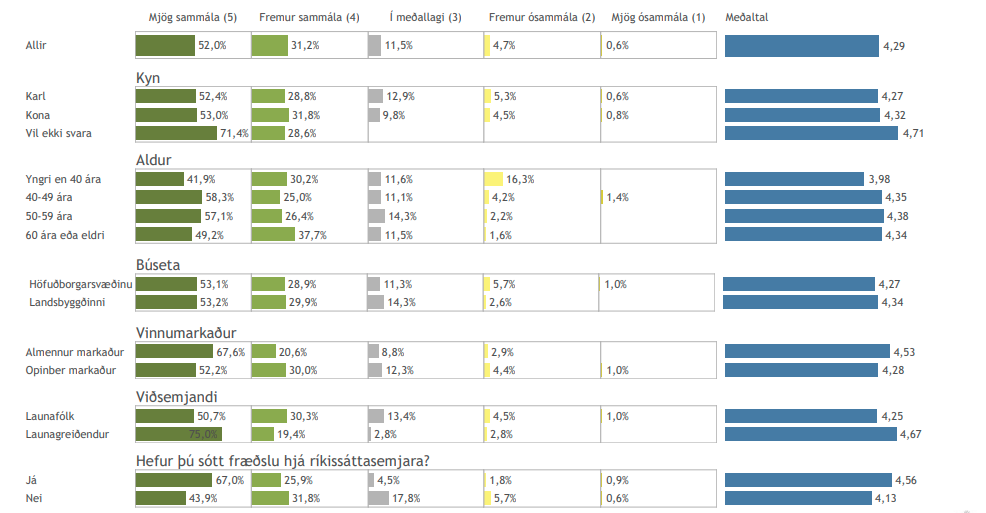 Mjög sammála (5) Fremur sammála (4) Í meðallagi (3) Fremur ósammála (2) Mjög ósammála (1) Meðaltal
Allir 52,0% 31,2% 11,5% 4,7% 0,6% 4,29
Kyn
Karl 52,4% 28,8% 12,9% 5,3% 0,6% 4,27
Kona 53,0% 31,8% 9,8% 4,5% 0,8% 4,32
Vil ekki svara 71,4% 28,6% 4,71
Aldur
Yngri en 40 ára 41,9% 30,2% 11,6% 16,3% 3,98
40-49 ára 58,3% 25,0% 11,1% 4,2% 1,4% 4,35
50-59 ára 57,1% 26,4% 14,3% 2,2% 4,38
60 ára eða eldri 49,2% 37,7% 11,5% 1,6% 4,34
Búseta
Höfuðborgarsvæðinu 53,1% 28,9% 11,3% 5,7% 1,0% 4,27
Landsbyggðinni 53,2% 29,9% 14,3% 2,6% 4,34
Vinnumarkaður
Almennur markaður 67,6% 20,6% 8,8% 2,9% 4,53
Opinber markaður 52,2% 30,0% 12,3% 4,4% 1,0% 4,28
Viðsemjandi
Launafólk 50,7% 30,3% 13,4% 4,5% 1,0% 4,25
Launagreiðendur 75,0% 19,4% 2,8% 2,8% 4,67
Hefur þú sótt fræðslu hjá ríkissáttasemjara?
Já 67,0% 25,9% 4,5% 1,8% 0,9% 4,56
Nei 43,9% 31,8% 17,8% 5,7% 0,6% 4,13